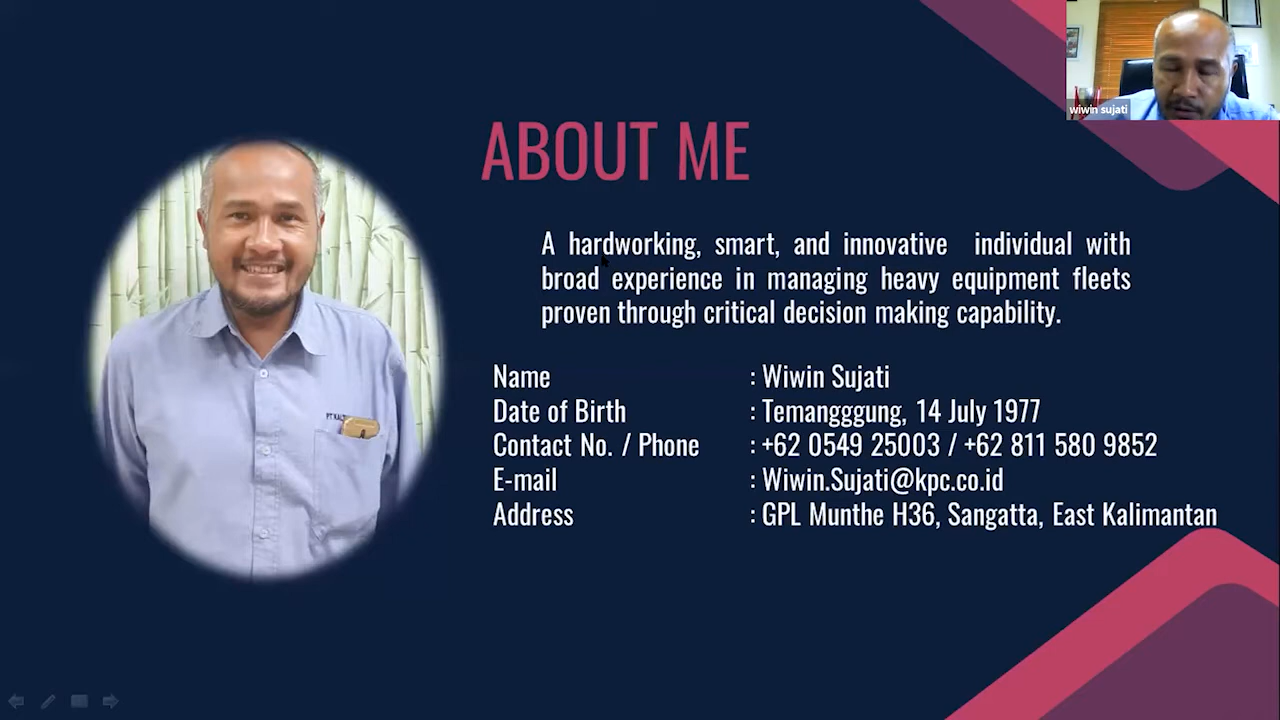 wiwin sujati
ABOUT ME
A hardworking, smart, and innovative individual with
broad experience in managing heavy equipment fleets
proven through critical decision making capability.
Name : Wiwin Sujati
Date of Birth : Temangggung, 14 July 1977
Contact No. / Phone : +62 0549 25003 / +62 811 580 9852
E-mail : Wiwin.Sujati@kpc.co.id
Address : GPL Munthe H36, Sangatta, East Kalimantan